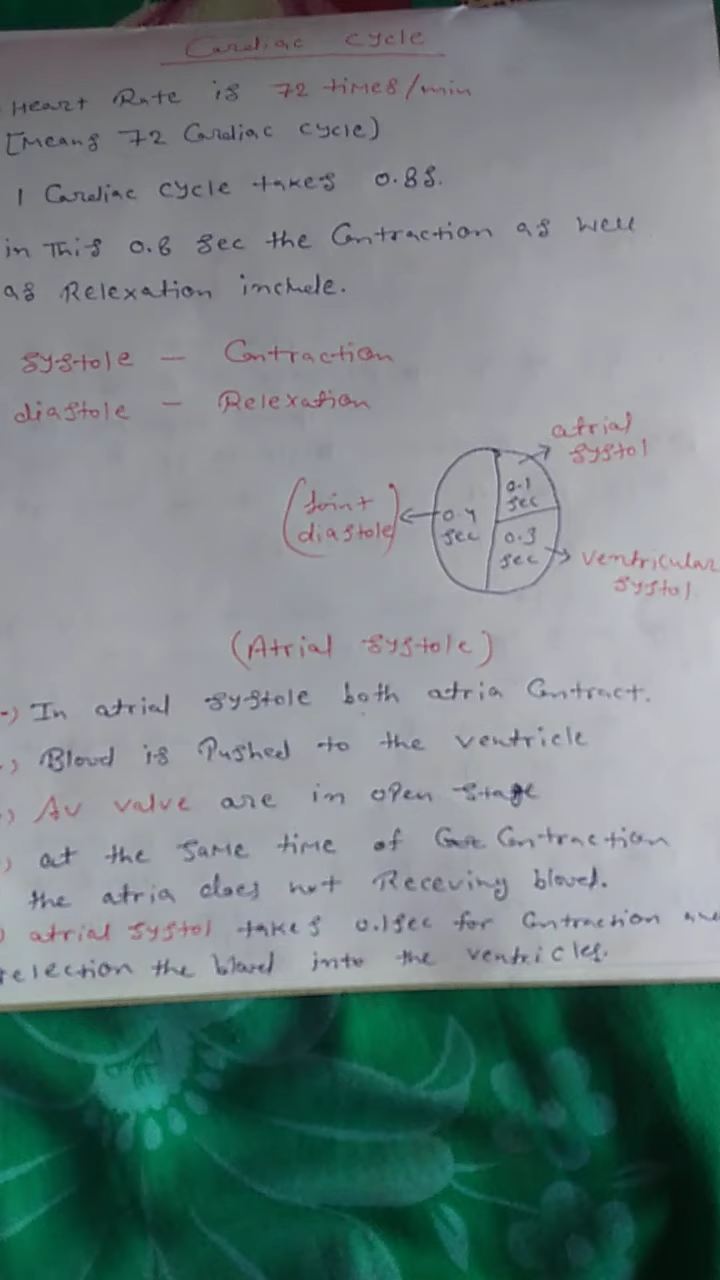 Cardiac cycle
Heart Rate is 72 times/min
[Means 72 Cardiac cycle)
1 Cardiac cycle takes 0.8s.
in This 0.8 sec the Contraction as well
as Relexation include.
systole – Contraction
diastole – Relexation
atrial
systol
0.1
sec
(Joint
diastole)
0.4
sec
0.3
sec
ventricular
systol
(Atrial systole)
-) In atrial systole both atria Contract.
-) Blood is Pushed to the ventricle
-) AV valve are in open stage
-) at the same time of Contraction
the atria does not Receving blood.
-) atrial systol takes 0.1sec for Contraction and
the blood into the ventricles.